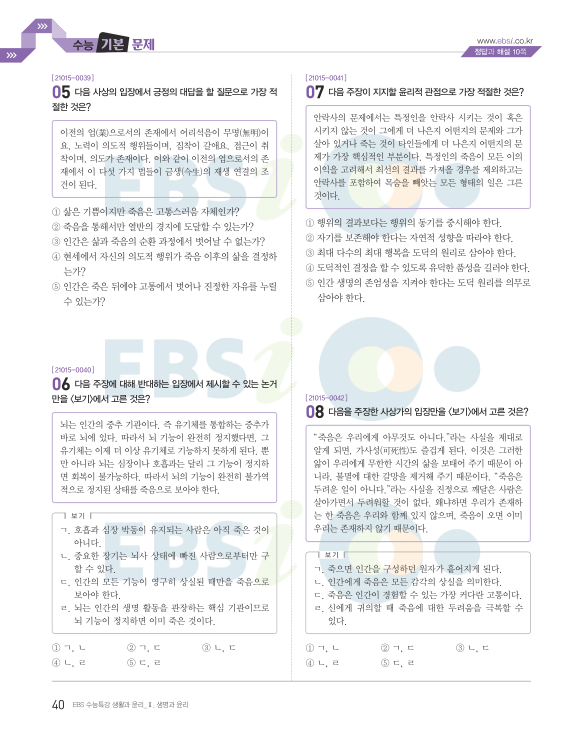 수능 기본 문제
www.ebsi.co.kr
정답과 해설 10쪽
[21015-0039]
05 다음 사상의 입장에서 긍정의 대답을 할 질문으로 가장 적
절한 것은?
이전의 업(業)으로서의 존재에서 어리석음이 무명(無明)이
요, 노력이 의도적 행위들이며, 집착이 갈애요, 접근이 취
착이며, 의도가 존재이다. 이와 같이 이전의 업으로서의 존
재에서 이 다섯 가지 법들이 금생(今生)의 재생 연결의 조
건이 된다.
① 삶은 기쁨이지만 죽음은 고통스러움 자체인가?
② 죽음을 통해서만 열반의 경지에 도달할 수 있는가?
③ 인간은 삶과 죽음의 순환 과정에서 벗어날 수 없는가?
④ 현세에서 자신의 의도적 행위가 죽음 이후의 삶을 결정하
는가?
⑤ 인간은 죽은 뒤에야 고통에서 벗어나 진정한 자유를 누릴
수 있는가?
[21015-0040]
06 다음 주장에 대해 반대하는 입장에서 제시할 수 있는 논거
만을 <보기>에서 고른 것은?
뇌는 인간의 중추 기관이다. 즉 유기체를 통합하는 중추가
바로 뇌에 있다. 따라서 뇌 기능이 완전히 정지했다면, 그
유기체는 이제 더 이상 유기체로 기능하지 못하게 된다. 뿐
만 아니라 뇌는 심장이나 호흡과는 달리 그 기능이 정지하
면 회복이 불가능하다. 따라서 뇌의 기능이 완전히 불가역
적으로 정지된 상태를 죽음으로 보아야 한다.
보기
ㄱ. 호흡과 심장 박동이 유지되는 사람은 아직 죽은 것이
아니다.
ㄴ. 중요한 장기는 뇌사 상태에 빠진 사람으로부터만 구
할 수 있다.
ㄷ. 인간의 모든 기능이 영구히 상실된 때만을 죽음으로
보아야 한다.
ㄹ. 뇌는 인간의 생명 활동을 관장하는 핵심 기관이므로
뇌 기능이 정지하면 이미 죽은 것이다.
① ㄱ, ㄴ ② ㄱ, ㄷ ③ ㄴ, ㄷ
④ ㄴ, ㄹ ⑤ ㄷ, ㄹ
[21015-0041]
07 다음 주장이 지지할 윤리적 관점으로 가장 적절한 것은?
안락사의 문제에서는 특정인을 안락사 시키는 것이 혹은
시키지 않는 것이 그에게 더 나은지 어떤지의 문제와 그가
살아 있거나 죽는 것이 타인들에게 더 나은지 어떤지의 문
제가 가장 핵심적인 부분이다. 특정인의 죽음이 모든 이의
이익을 고려해서 최선의 결과를 가져올 경우를 제외하고는
안락사를 포함하여 목숨을 빼앗는 모든 형태의 일은 그른
것이다.
① 행위의 결과보다는 행위의 동기를 중시해야 한다.
② 자기를 보존해야 한다는 자연적 성향을 따라야 한다.
③ 최대 다수의 최대 행복을 도덕의 원리로 삼아야 한다.
④ 도덕적인 결정을 할 수 있도록 유덕한 품성을 길러야 한다.
⑤ 인간 생명의 존엄성을 지켜야 한다는 도덕 원리를 의무로
삼아야 한다.
[21015-0042]
08 다음을 주장한 사상가의 입장만을 <보기>에서 고른 것은?
“죽음은 우리에게 아무것도 아니다.”라는 사실을 제대로
알게 되면, 가사성(可死性)도 즐겁게 된다. 이것은 그러한
앎이 우리에게 무한한 시간의 삶을 보태어 주기 때문이 아
니라, 불멸에 대한 갈망을 제거해 주기 때문이다. “죽음은
두려운 일이 아니다.”라는 사실을 진정으로 깨달은 사람은
살아가면서 두려워할 것이 없다. 왜냐하면 우리가 존재하
는 한 죽음은 우리와 함께 있지 않으며, 죽음이 오면 이미
우리는 존재하지 않기 때문이다.
보기
ㄱ. 죽으면 인간을 구성하던 원자가 흩어지게 된다.
ㄴ. 인간에게 죽음은 모든 감각의 상실을 의미한다.
ㄷ. 죽음은 인간이 경험할 수 있는 가장 커다란 고통이다.
ㄹ. 신에게 귀의할 때 죽음에 대한 두려움을 극복할 수
있다.
① ㄱ, ㄴ ② ㄱ, ㄷ ③ ㄴ, ㄷ
④ ㄴ, ㄹ ⑤ ㄷ, ㄹ
EBSi
EBSi
EBSi
40 EBS 수능특강 생활과 윤리_Ⅱ. 생명과 윤리